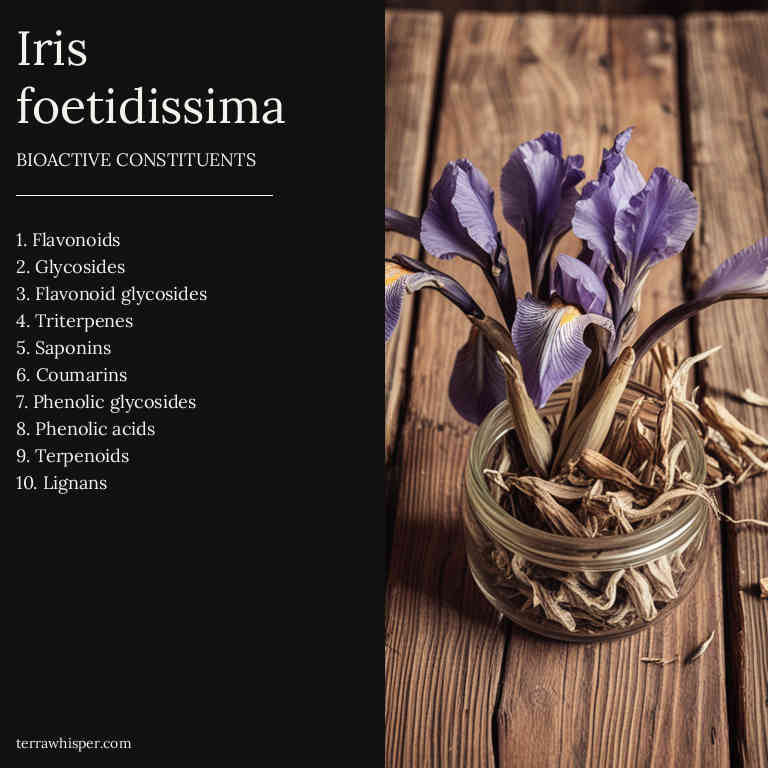 Iris
foetidissima
BIOACTIVE CONSTITUENTS
1. Flavonoids
2. Glycosides
3. Flavonoid glycosides
4. Triterpenes
5. Saponins
6. Coumarins
7. Phenolic glycosides
8. Phenolic acids
9. Terpenoids
10. Lignans
terrawhisper.com